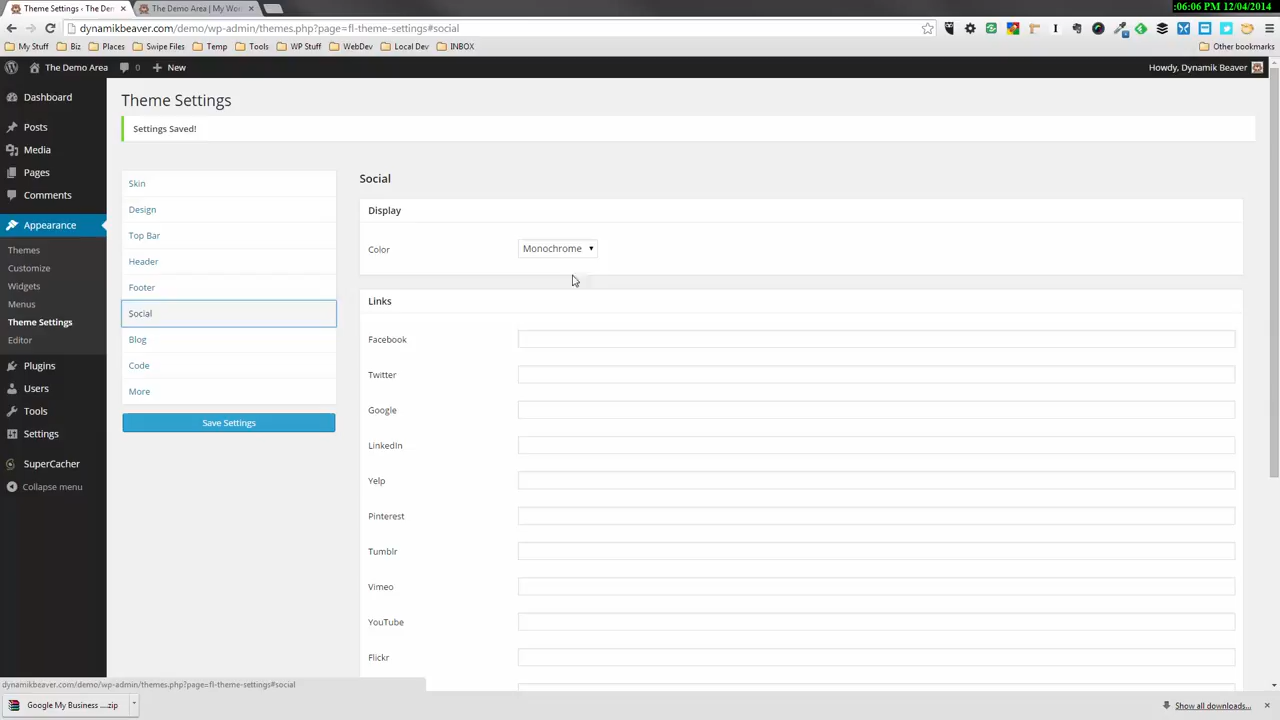 :06:06 PM 12/04/2014
Theme Settings ‹ The Dem
The Demo Area | My Wo
dynamikbeaver.com/demo/wp-admin/themes.php?page=fl-theme-settings#social
My Stuff Biz Places Swipe Files Temp Tools WP Stuff WebDev Local Dev INBOX Other bookmarks
The Demo Area 0 New Howdy, Dynamik Beaver
Dashboard
Posts
Media
Pages
Comments
Appearance
Themes
Customize
Widgets
Menus
Theme Settings
Editor
Plugins
Users
Tools
Settings
SuperCacher
Collapse menu
Theme Settings
Settings Saved!
Skin
Design
Top Bar
Header
Footer
Social
Blog
Code
More
Save Settings
Social
Display
Color Monochrome
Links
Facebook
Twitter
Google
LinkedIn
Yelp
Pinterest
Tumblr
Vimeo
YouTube
Flickr
dynamikbeaver.com/demo/wp-admin/themes.php?page=fl-theme-settings#social
Google My Business ....zip
Show all downloads...